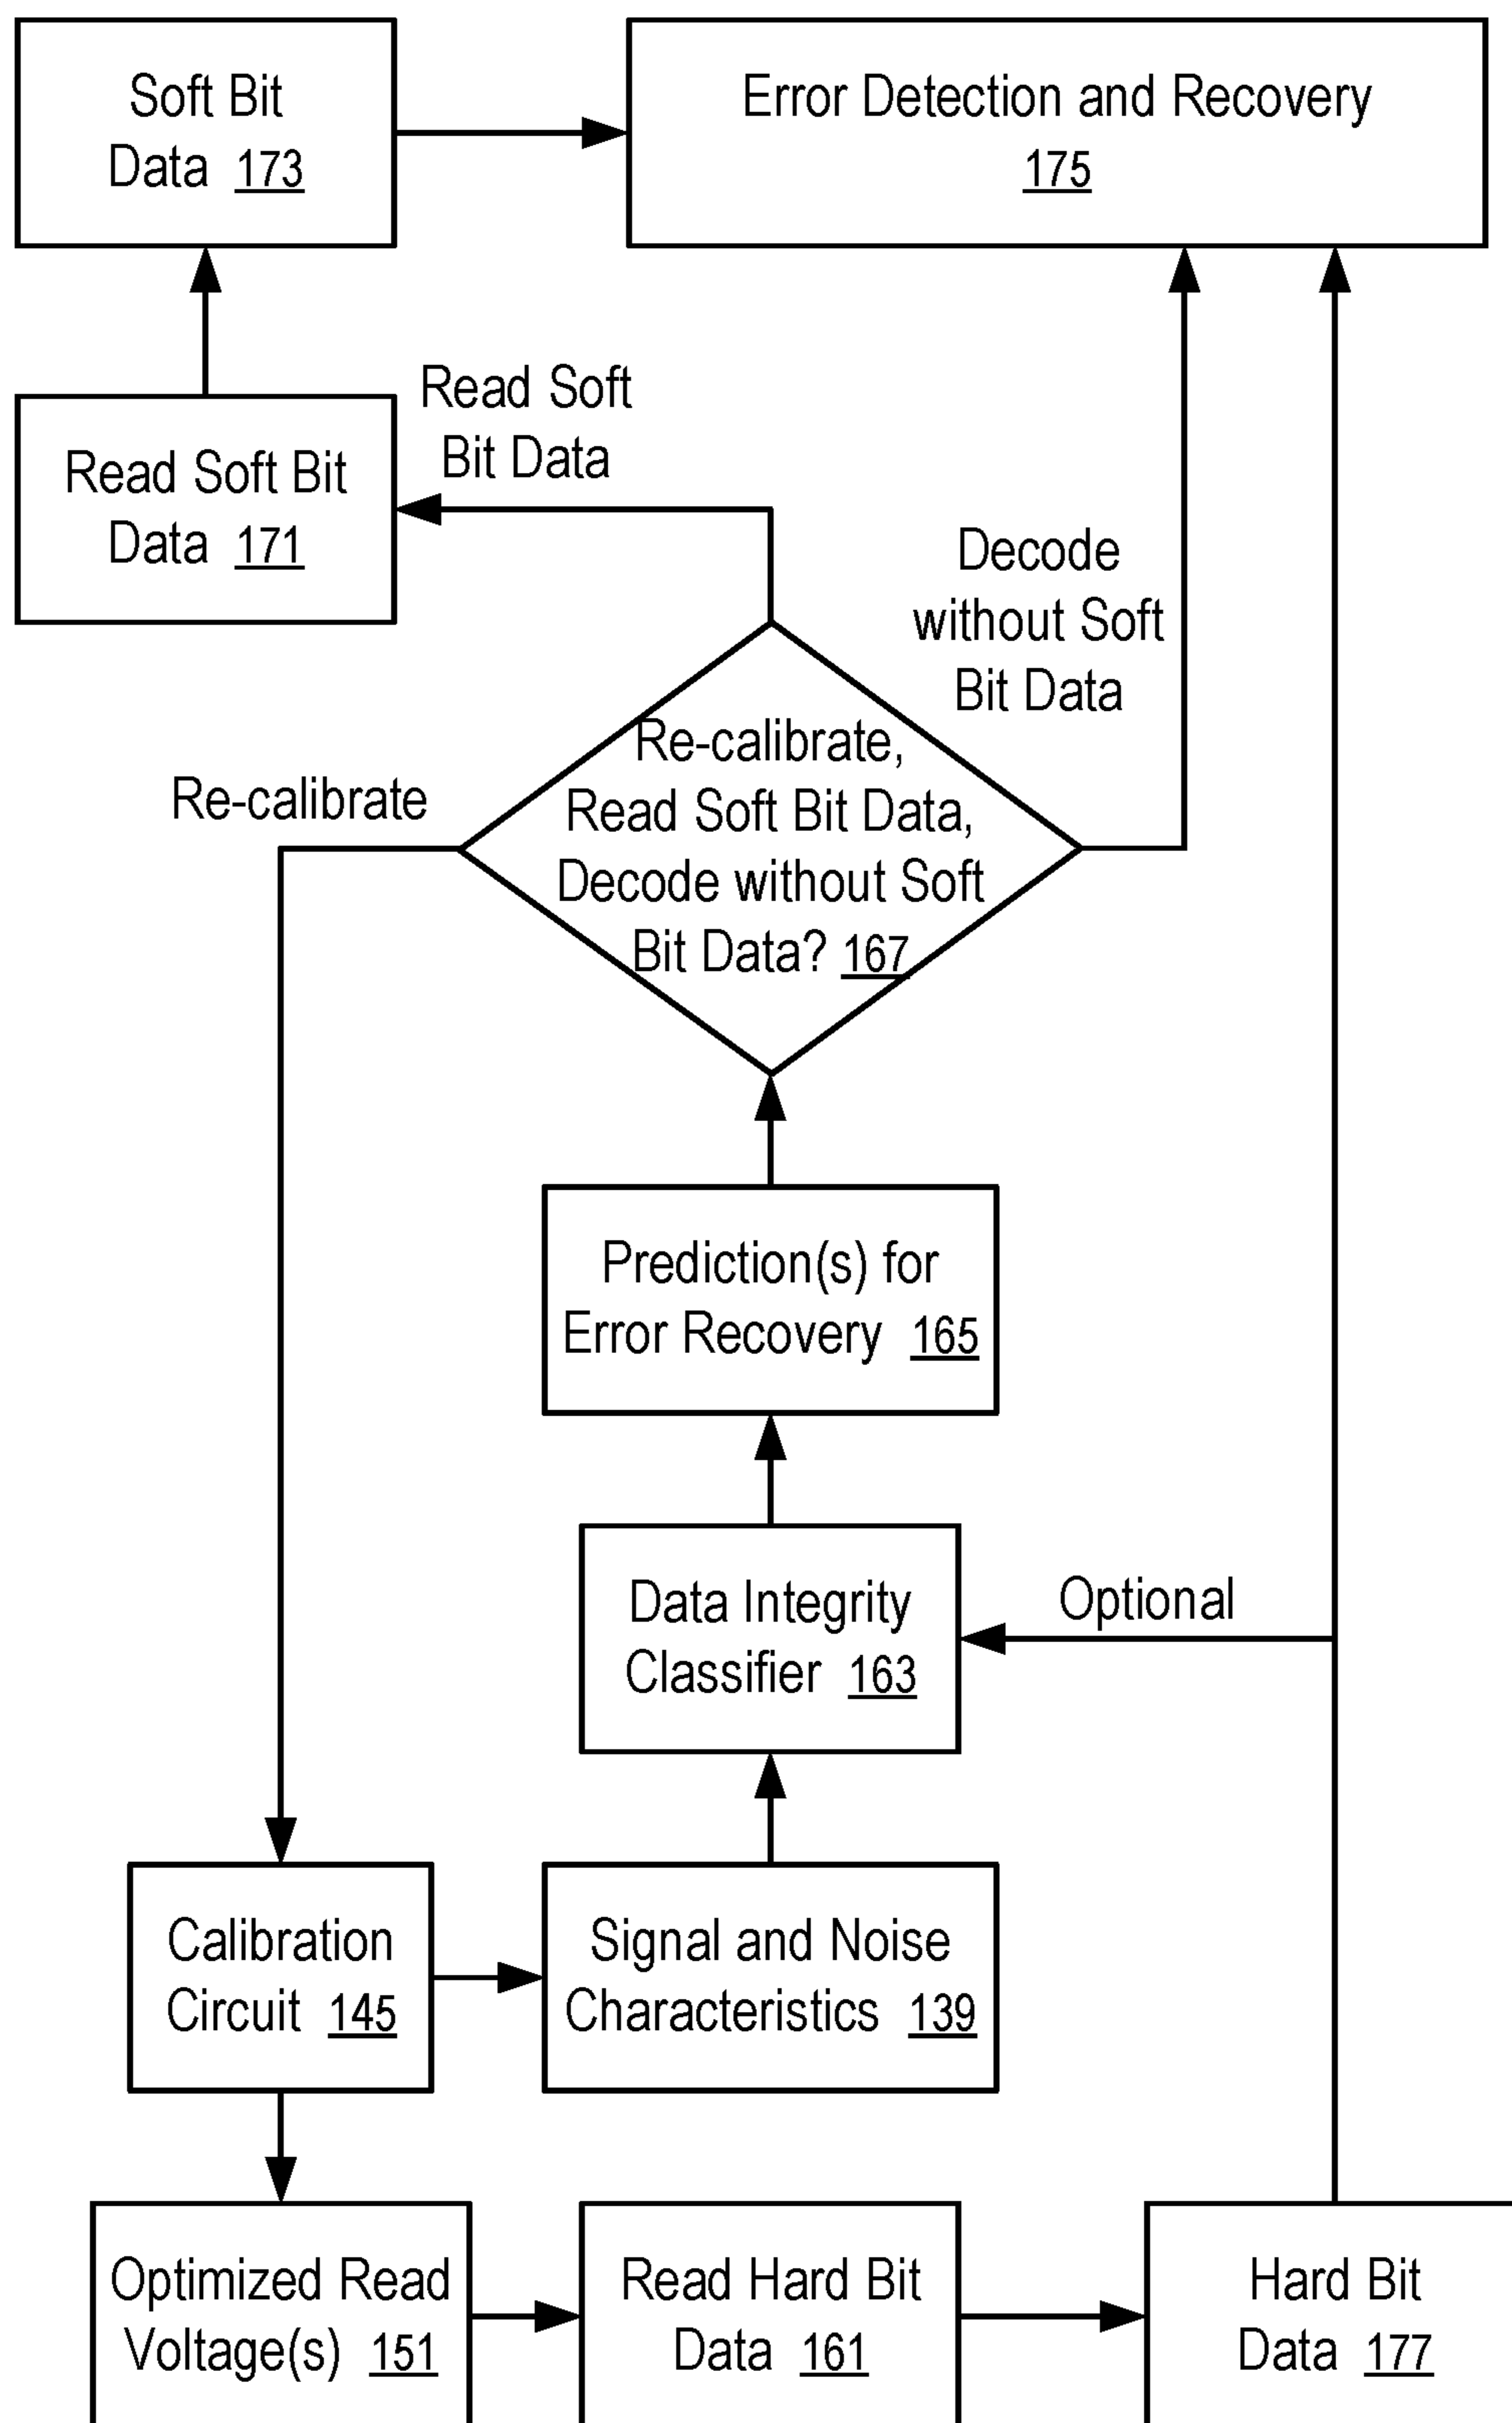 Soft Bit
Data 173
Error Detection and Recovery
175
Read Soft
Bit Data
Read Soft Bit
Data 171
Decode
without Soft
Bit Data
Re-calibrate
Re-calibrate,
Read Soft Bit Data,
Decode without Soft
Bit Data? 167
Prediction(s) for
Error Recovery 165
Data Integrity
Classifier 163
Optional
Calibration
Circuit 145
Signal and Noise
Characteristics 139
Optimized Read
Voltage(s) 151
Read Hard Bit
Data 161
Hard Bit
Data 177